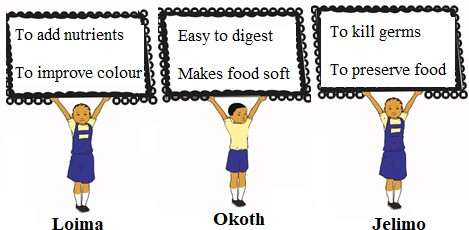 To add nutrients
To improve colour
Easy to digest
Makes food soft
To kill germs
To preserve food
Loima
Okoth
Jelimo